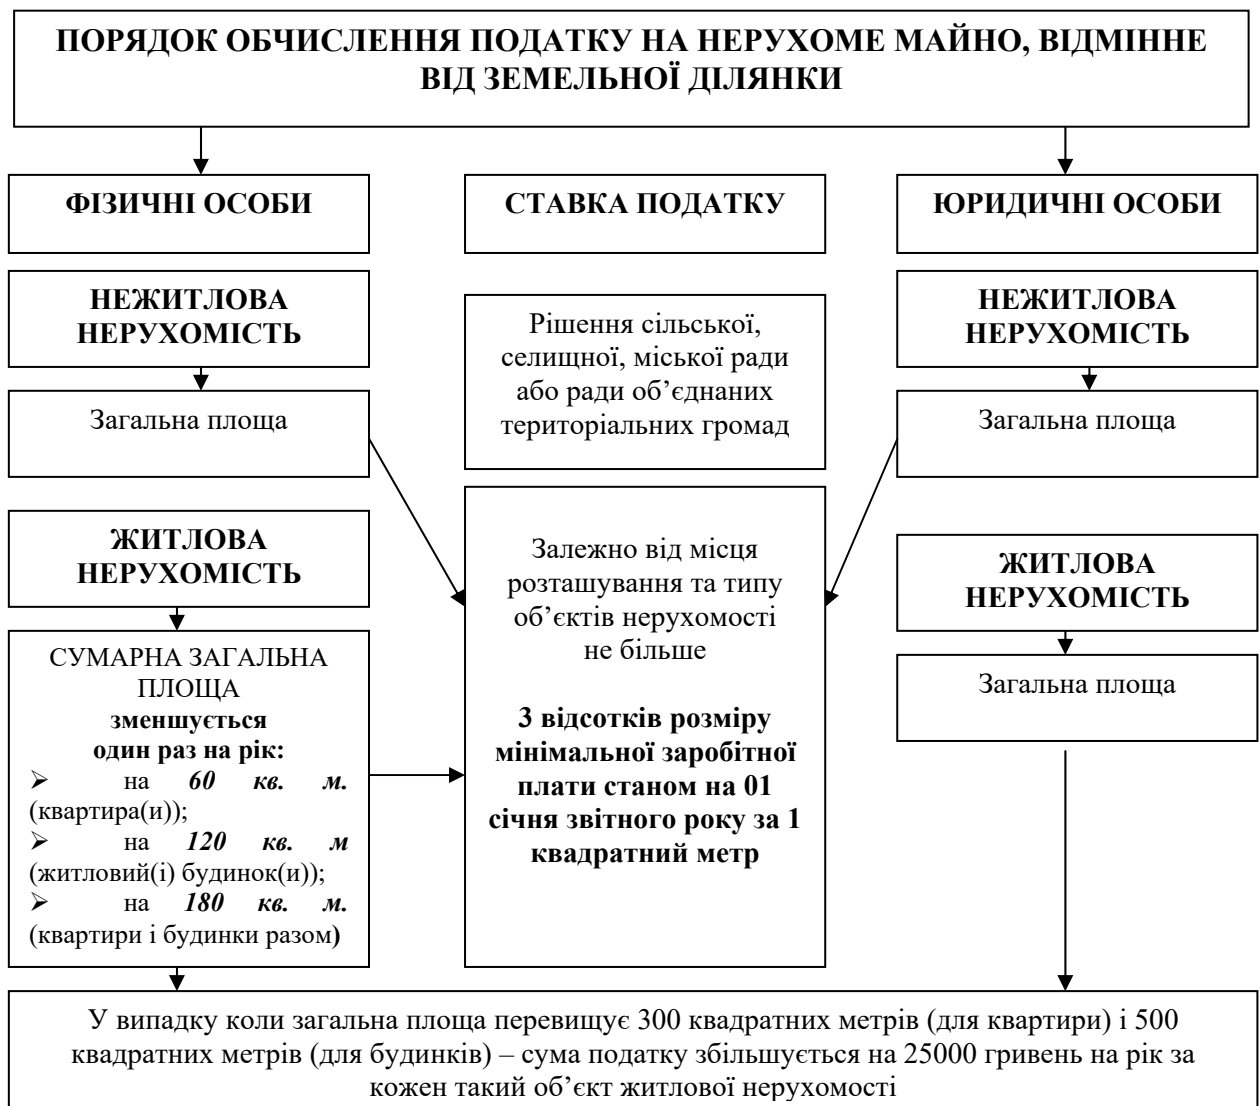 ПОРЯДОК ОБЧИСЛЕННЯ ПОДАТКУ НА НЕРУХОМЕ МАЙНО, ВІДМІННЕ
ВІД ЗЕМЕЛЬНОЇ ДІЛЯНКИ
ФІЗИЧНІ ОСОБИ
СТАВКА ПОДАТКУ
ЮРИДИЧНІ ОСОБИ
НЕЖИТЛОВА
НЕРУХОМІСТЬ
Загальна площа
ЖИТЛОВА
НЕРУХОМІСТЬ
СУМАРНА ЗАГАЛЬНА
ПЛОЩА
зменшується
один раз на рік:
➢ на 60 кв. м.
(квартира(и));
➢ на 120 кв. м
(житловий(і) будинок(и));
➢ на 180 кв. м.
(квартири і будинки разом)
Рішення сільської,
селищної, міської ради
або ради об’єднаних
територіальних громад
Залежно від місця
розташування та типу
об’єктів нерухомості
не більше
3 відсотків розміру
мінімальної заробітної
плати станом на 01
січня звітного року за 1
квадратний метр
НЕЖИТЛОВА
НЕРУХОМІСТЬ
Загальна площа
ЖИТЛОВА
НЕРУХОМІСТЬ
Загальна площа
У випадку коли загальна площа перевищує 300 квадратних метрів (для квартири) і 500
квадратних метрів (для будинків) – сума податку збільшується на 25000 гривень на рік за
кожен такий об’єкт житлової нерухомості